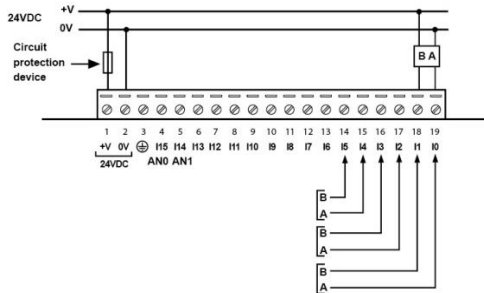 +V
24VDC
0V
Circuit
protection
device
B A
1 2 3 4 5 6 7 8 9 10 11 12 13 14 15 16 17 18 19
+V 0V I15 I14 I13 I12 I11 I10 I9 I8 I7 I6 I5 I4 I3 I2 I1 I0
24VDC AN0 AN1
B
A
B
A
B
A